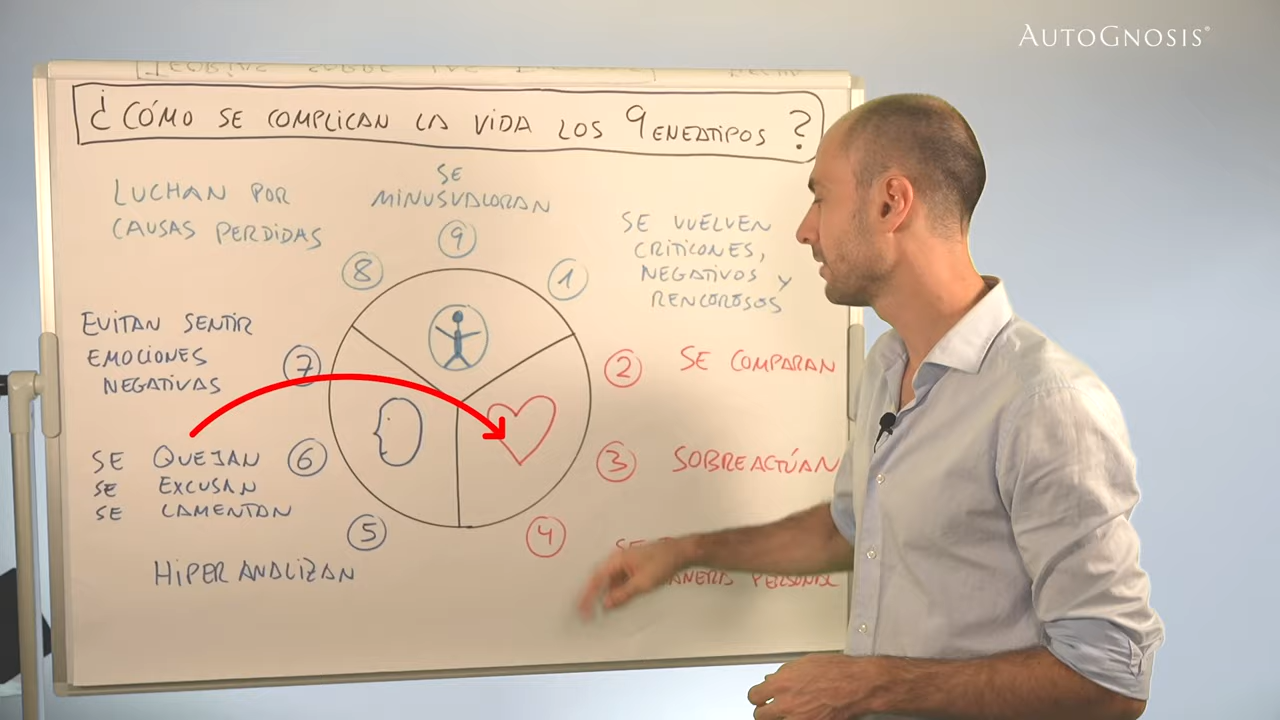 AUTOGNOSIS®
¿CÓMO SE COMPLICAN LA VIDA LOS 9 ENEATIPOS?
LUCHAN POR
CAUSAS PERDIDAS
SE
MINUSVALORAN
SE VUELVEN
CRITICONES,
NEGATIVOS Y
RENCOROSOS
9
8
1
EVITAN SENTIR
EMOCIONES
NEGATIVAS
7
2
SE COMPARAN
SE QUEJAN
SE EXCUSAN
SE LAMENTAN
6
3
SOBREACTÚAN
5
4
HIPERANALIZAN
SE
PERSONAL